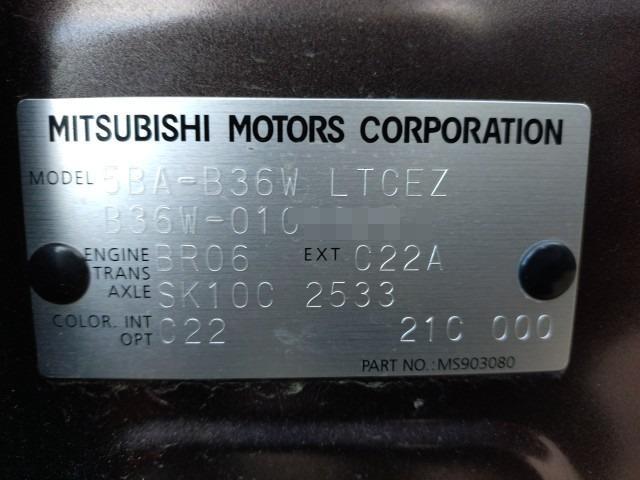 MITSUBISHI MOTORS CORPORATION
MODEL 5BA-B36W LTCEZ
B36W-010
ENGINE BR06 EXT C22A
TRANS
AXLE SK10C 2533
COLOR. INT C22 21C 000
OPT
PART NO.:MS903080